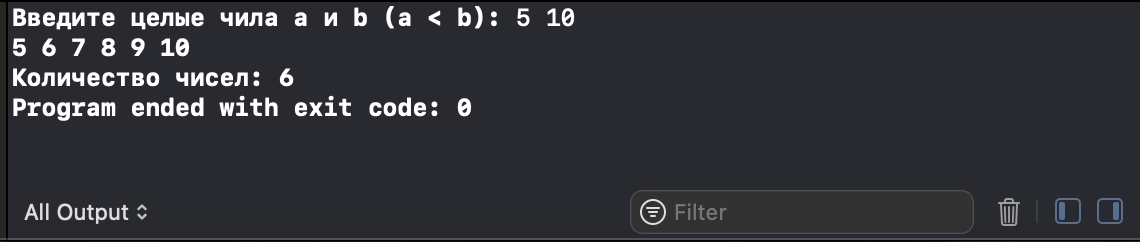 Введите целые чила a и b (a < b): 5 10
5 6 7 8 9 10
Количество чисел: 6
Program ended with exit code: 0
All Output
Filter